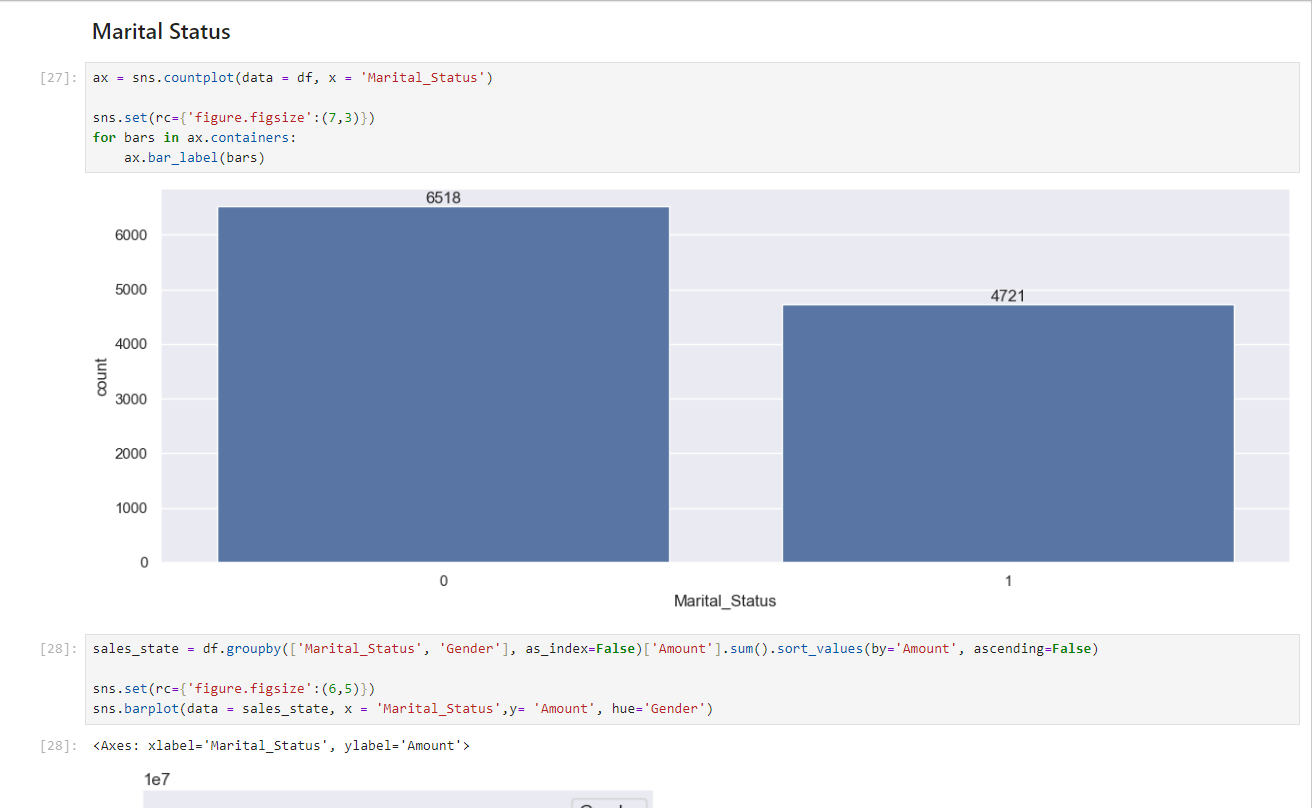 Marital Status
[27]: ax = sns.countplot(data = df, x = 'Marital_Status')
sns.set(rc={'figure.figsize':(7,3)})
for bars in ax.containers:
    ax.bar_label(bars)
6518
6000
5000
4721
4000
3000
2000
1000
0
count
0 1
Marital_Status
[28]: sales_state = df.groupby(['Marital_Status', 'Gender'], as_index=False)['Amount'].sum().sort_values(by='Amount', ascending=False)
sns.set(rc={'figure.figsize':(6,5)})
sns.barplot(data = sales_state, x = 'Marital_Status',y= 'Amount', hue='Gender')
[28]: <Axes: xlabel='Marital_Status', ylabel='Amount'>
1e7